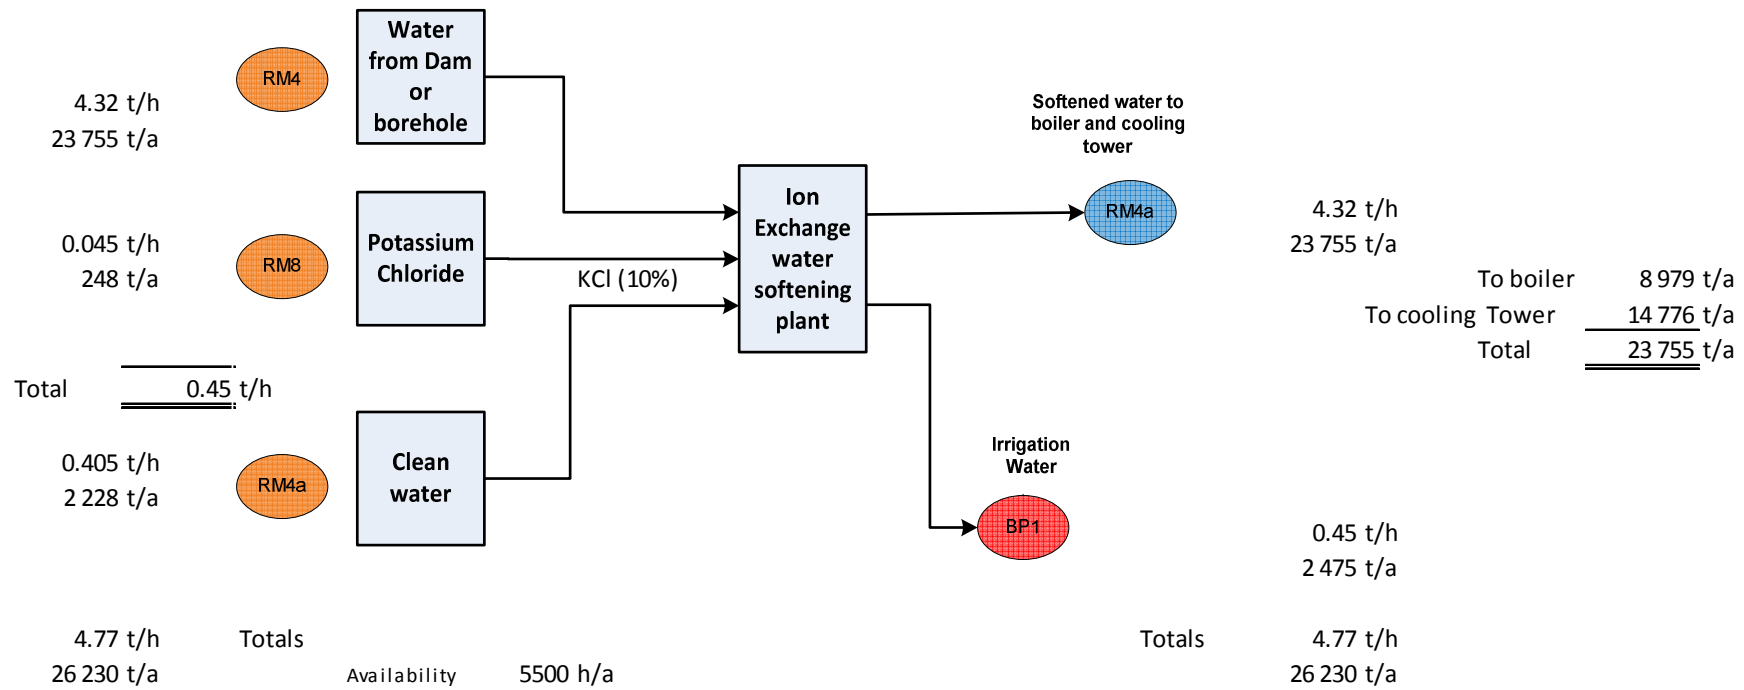 Water
from Dam
or
borehole
RM4
4.32 t/h
23 755 t/a
Potassium
Chloride
RM8
0.045 t/h
248 t/a
KCl (10%)
Total 0.45 t/h
Clean
water
RM4a
0.405 t/h
2 228 t/a
Ion
Exchange
water
softening
plant
Softened water to
boiler and cooling
tower
RM4a
4.32 t/h
23 755 t/a
To boiler 8 979 t/a
To cooling Tower 14 776 t/a
Total 23 755 t/a
Irrigation
Water
BP1
0.45 t/h
2 475 t/a
4.77 t/h Totals
26 230 t/a
Availability 5500 h/a
Totals 4.77 t/h
26 230 t/a